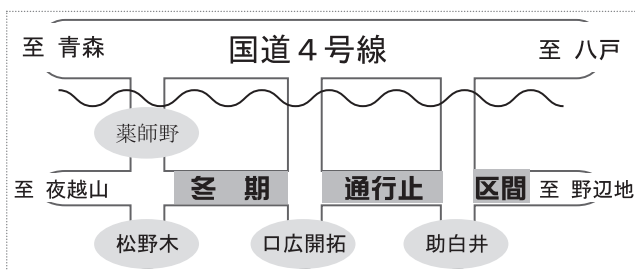 至 青森
国道４号線
至 八戸
薬師野
至 夜越山
冬 期
通行止
区間
至 野辺地
松野木
口広開拓
助白井